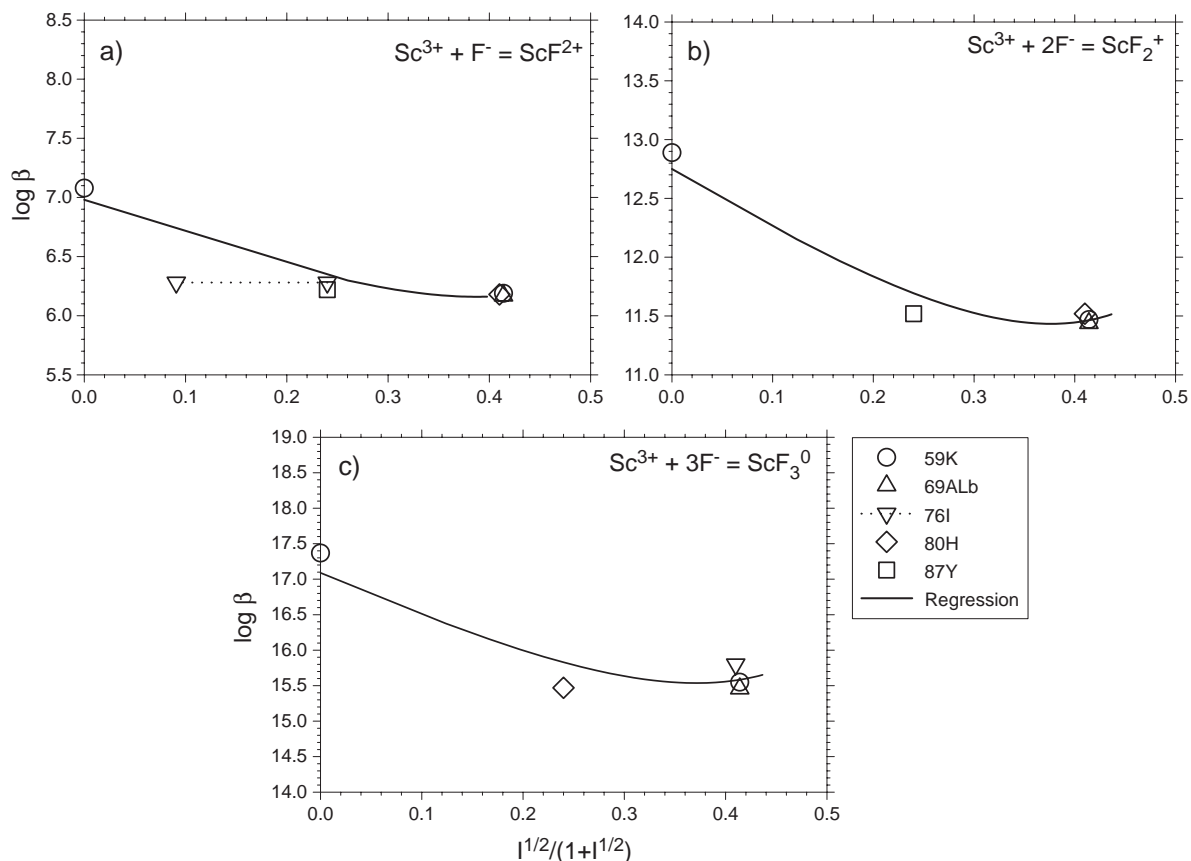 a)
Sc³⁺ + F⁻ = ScF²⁺
log β
8.5
8.0
7.5
7.0
6.5
6.0
5.5
0.0 0.1 0.2 0.3 0.4 0.5
b)
Sc³⁺ + 2F⁻ = ScF₂⁺
14.0
13.5
13.0
12.5
12.0
11.5
11.0
0.0 0.1 0.2 0.3 0.4 0.5
c)
Sc³⁺ + 3F⁻ = ScF₃⁰
log β
19.0
18.5
18.0
17.5
17.0
16.5
16.0
15.5
15.0
14.5
14.0
0.0 0.1 0.2 0.3 0.4 0.5
I¹/²/(1+I¹/²)
59K
69ALb
76I
80H
87Y
Regression